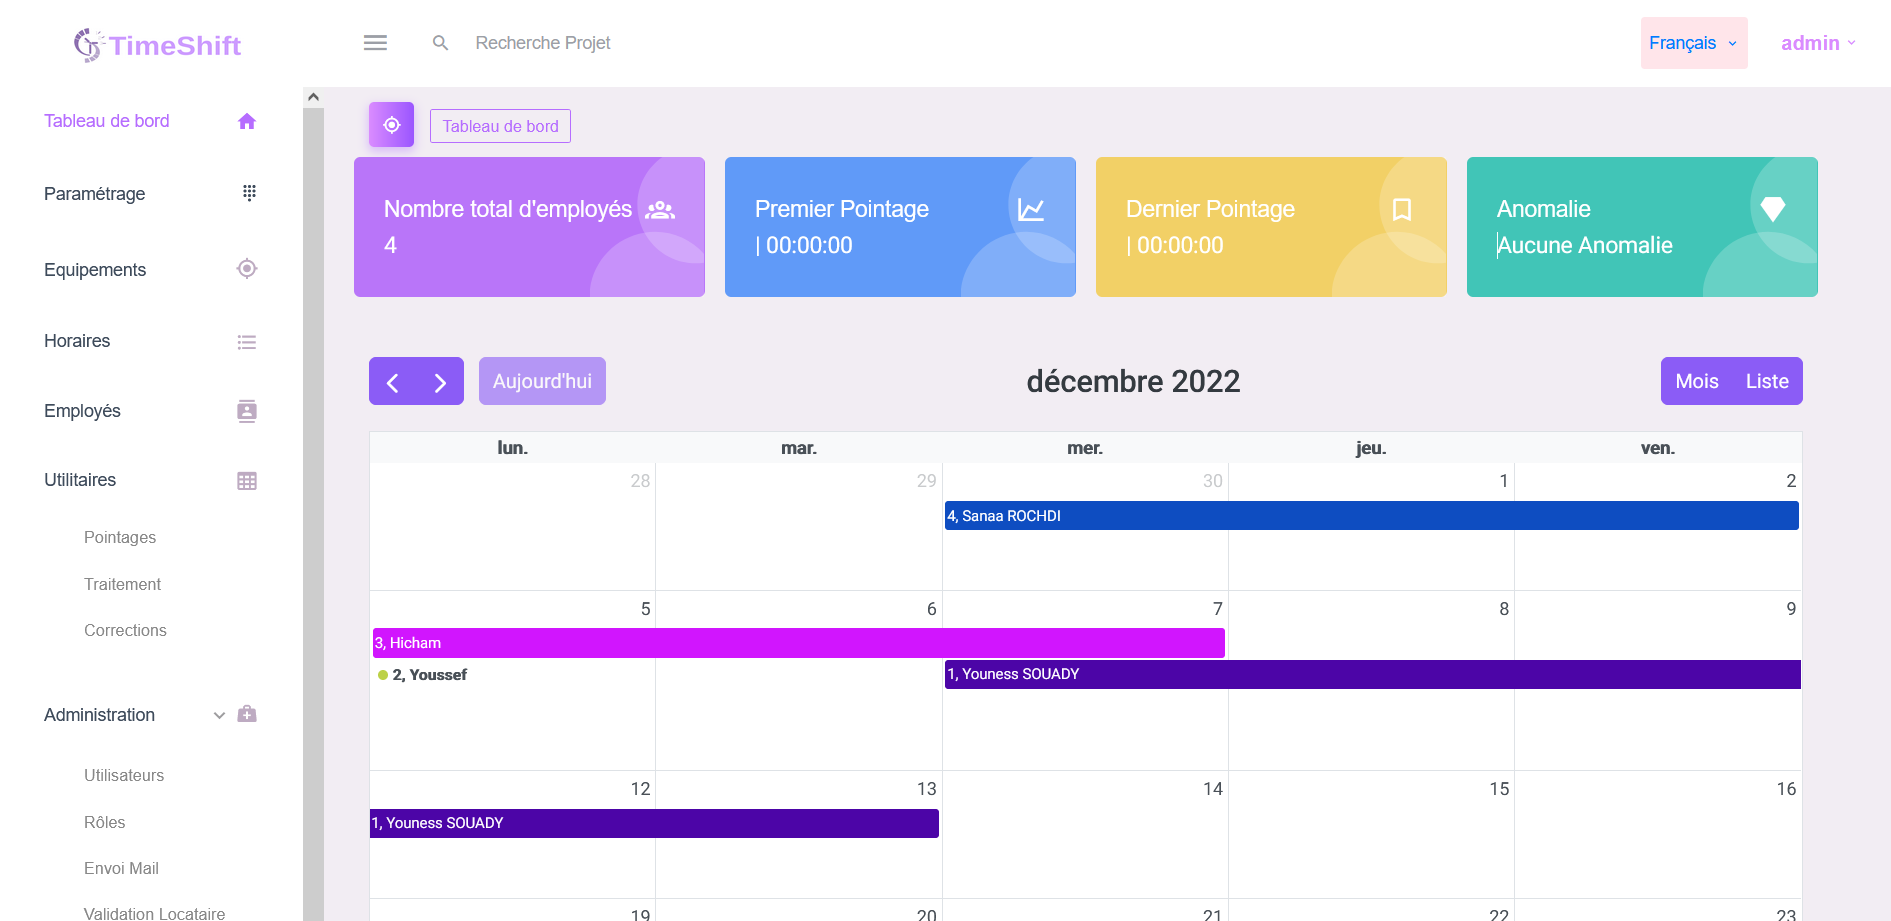 TimeShift
Recherche Projet
Français
admin
Tableau de bord
Paramétrage
Equipements
Horaires
Employés
Utilitaires
Pointages
Traitement
Corrections
Administration
Utilisateurs
Rôles
Envoi Mail
Validation Locataire
Tableau de bord
Nombre total d'employés
4
Premier Pointage
| 00:00:00
Dernier Pointage
| 00:00:00
Anomalie
Aucune Anomalie
Aujourd'hui
décembre 2022
Mois Liste
lun. mar. mer. jeu. ven.
28 29 30 1 2
4, Sanaa ROCHDI
5 6 7 8 9
3, Hicham
2, Youssef
1, Youness SOUADY
12 13 14 15 16
1, Youness SOUADY
19 20 21 22 23